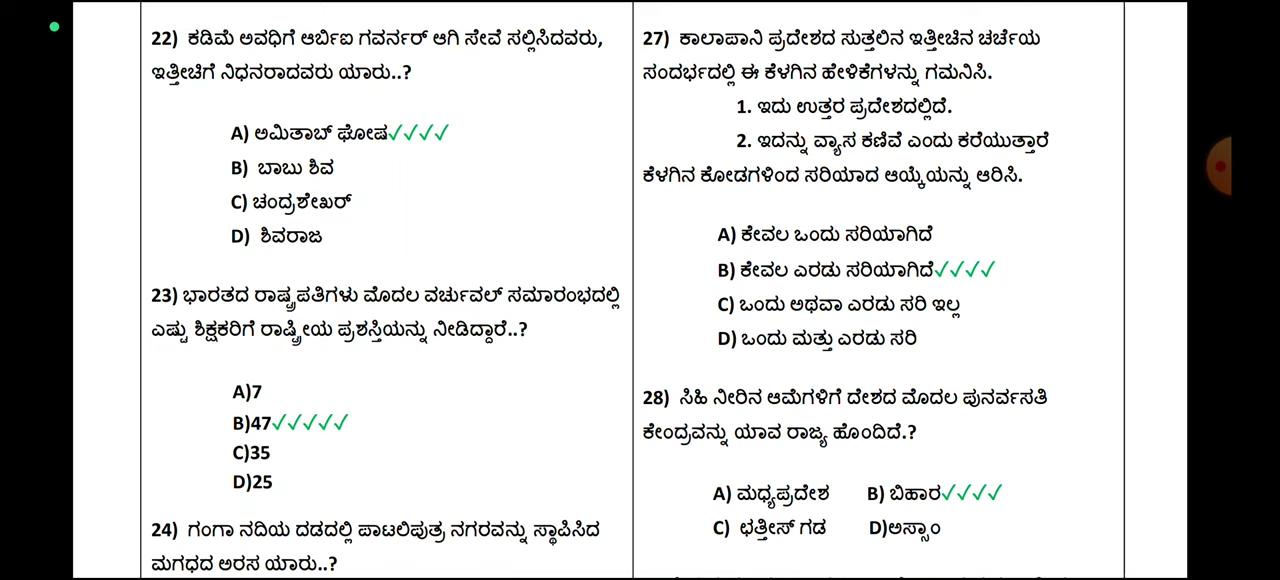 22) ಕಡಿಮೆ ಅವಧಿಗೆ ಆರ್ಬಿಐ ಗವರ್ನರ್ ಆಗಿ ಸೇವೆ ಸಲ್ಲಿಸಿದವರು,
ಇತ್ತೀಚಿಗೆ ನಿಧನರಾದವರು ಯಾರು..?
A) ಅಮಿತಾಬ್ ಘೋಷ✓✓✓✓
B) ಬಾಬು ಶಿವ
C) ಚಂದ್ರಶೇಖರ್
D) ಶಿವರಾಜ
23) ಭಾರತದ ರಾಷ್ಟ್ರಪತಿಗಳು ಮೊದಲ ವರ್ಚುವಲ್ ಸಮಾರಂಭದಲ್ಲಿ
ಎಷ್ಟು ಶಿಕ್ಷಕರಿಗೆ ರಾಷ್ಟ್ರೀಯ ಪ್ರಶಸ್ತಿಯನ್ನು ನೀಡಿದ್ದಾರೆ..?
A)7
B)47✓✓✓✓✓
C)35
D)25
24) ಗಂಗಾ ನದಿಯ ದಡದಲ್ಲಿ ಪಾಟಲಿಪುತ್ರ ನಗರವನ್ನು ಸ್ಥಾಪಿಸಿದ
ಮಗಧದ ಅರಸ ಯಾರು..?
27) ಕಾಲಾಪಾನಿ ಪ್ರದೇಶದ ಸುತ್ತಲಿನ ಇತ್ತೀಚಿನ ಚರ್ಚೆಯ
ಸಂದರ್ಭದಲ್ಲಿ ಈ ಕೆಳಗಿನ ಹೇಳಿಕೆಗಳನ್ನು ಗಮನಿಸಿ.
1. ಇದು ಉತ್ತರ ಪ್ರದೇಶದಲ್ಲಿದೆ.
2. ಇದನ್ನು ವ್ಯಾಸ ಕಣಿವೆ ಎಂದು ಕರೆಯುತ್ತಾರೆ
ಕೆಳಗಿನ ಕೋಡಗಳಿಂದ ಸರಿಯಾದ ಆಯ್ಕೆಯನ್ನು ಆರಿಸಿ.
A) ಕೇವಲ ಒಂದು ಸರಿಯಾಗಿದೆ
B) ಕೇವಲ ಎರಡು ಸರಿಯಾಗಿದೆ✓✓✓✓
C) ಒಂದು ಅಥವಾ ಎರಡು ಸರಿ ಇಲ್ಲ
D) ಒಂದು ಮತ್ತು ಎರಡು ಸರಿ
28) ಸಿಹಿ ನೀರಿನ ಆಮೆಗಳಿಗೆ ದೇಶದ ಮೊದಲ ಪುನರ್ವಸತಿ
ಕೇಂದ್ರವನ್ನು ಯಾವ ರಾಜ್ಯ ಹೊಂದಿದೆ.?
A) ಮಧ್ಯಪ್ರದೇಶ B) ಬಿಹಾರ✓✓✓✓
C) ಛತ್ತೀಸ್ ಗಡ D)ಅಸ್ಸಾಂ